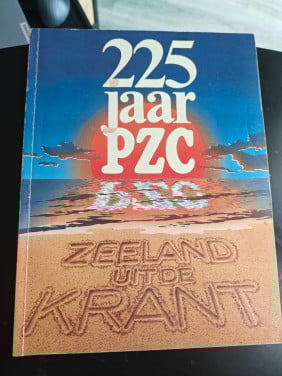 225
jaar
PZC
ZEELAND
UIT DE
KRANT